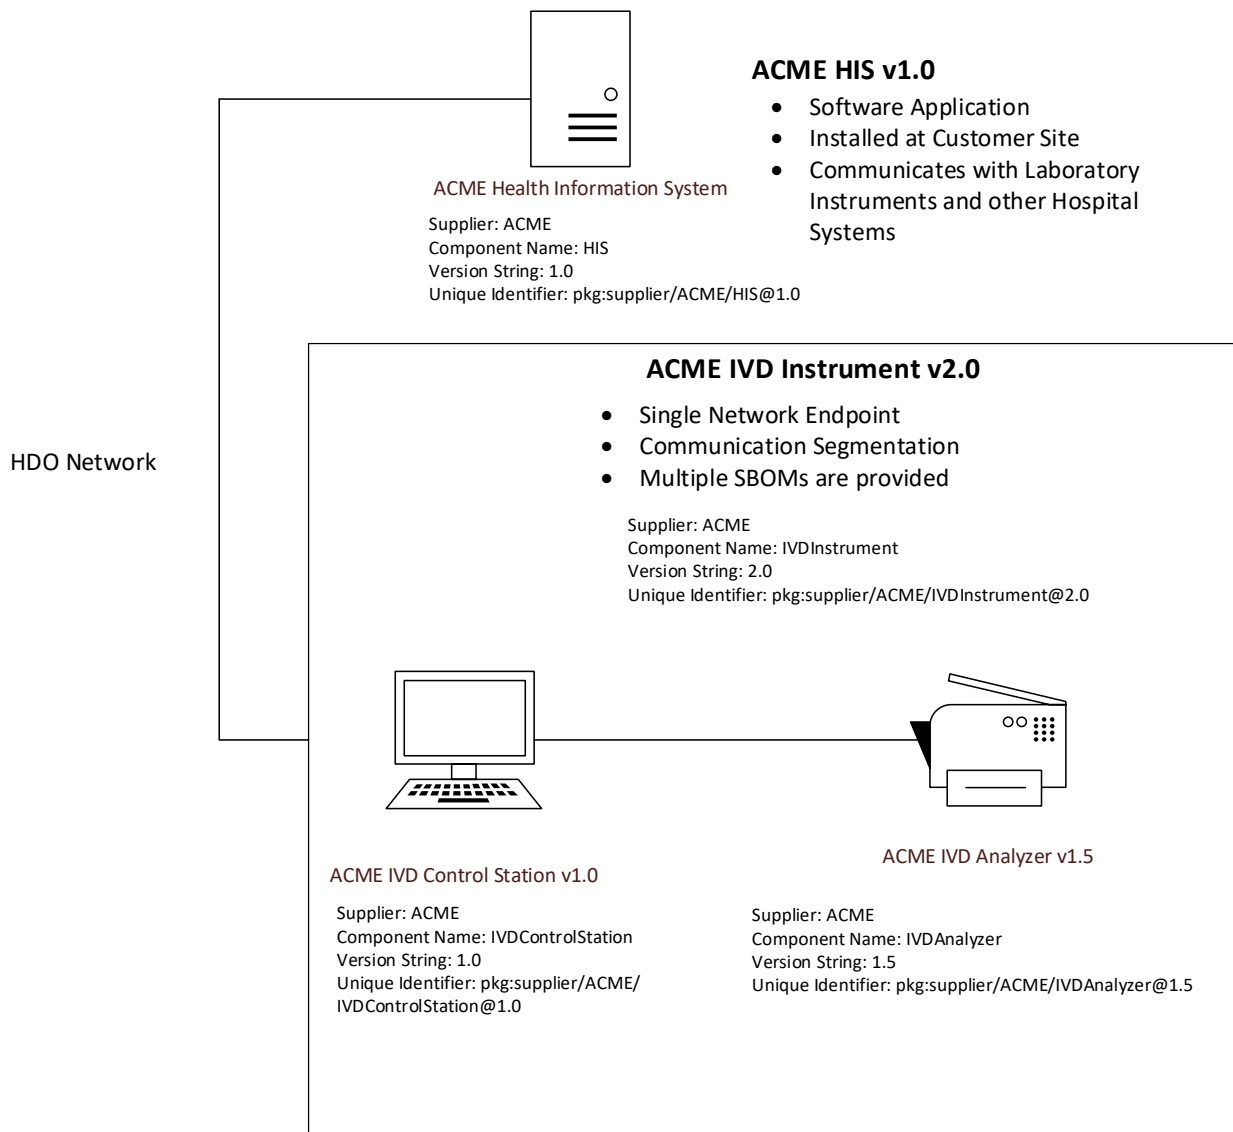 ACME HIS v1.0
• Software Application
• Installed at Customer Site
• Communicates with Laboratory
Instruments and other Hospital
Systems
ACME Health Information System
Supplier: ACME
Component Name: HIS
Version String: 1.0
Unique Identifier: pkg:supplier/ACME/HIS@1.0
HDO Network
ACME IVD Instrument v2.0
• Single Network Endpoint
• Communication Segmentation
• Multiple SBOMs are provided
Supplier: ACME
Component Name: IVDInstrument
Version String: 2.0
Unique Identifier: pkg:supplier/ACME/IVDInstrument@2.0
ACME IVD Control Station v1.0
Supplier: ACME
Component Name: IVDControlStation
Version String: 1.0
Unique Identifier: pkg:supplier/ACME/
IVDControlStation@1.0
ACME IVD Analyzer v1.5
Supplier: ACME
Component Name: IVDAnalyzer
Version String: 1.5
Unique Identifier: pkg:supplier/ACME/IVDAnalyzer@1.5